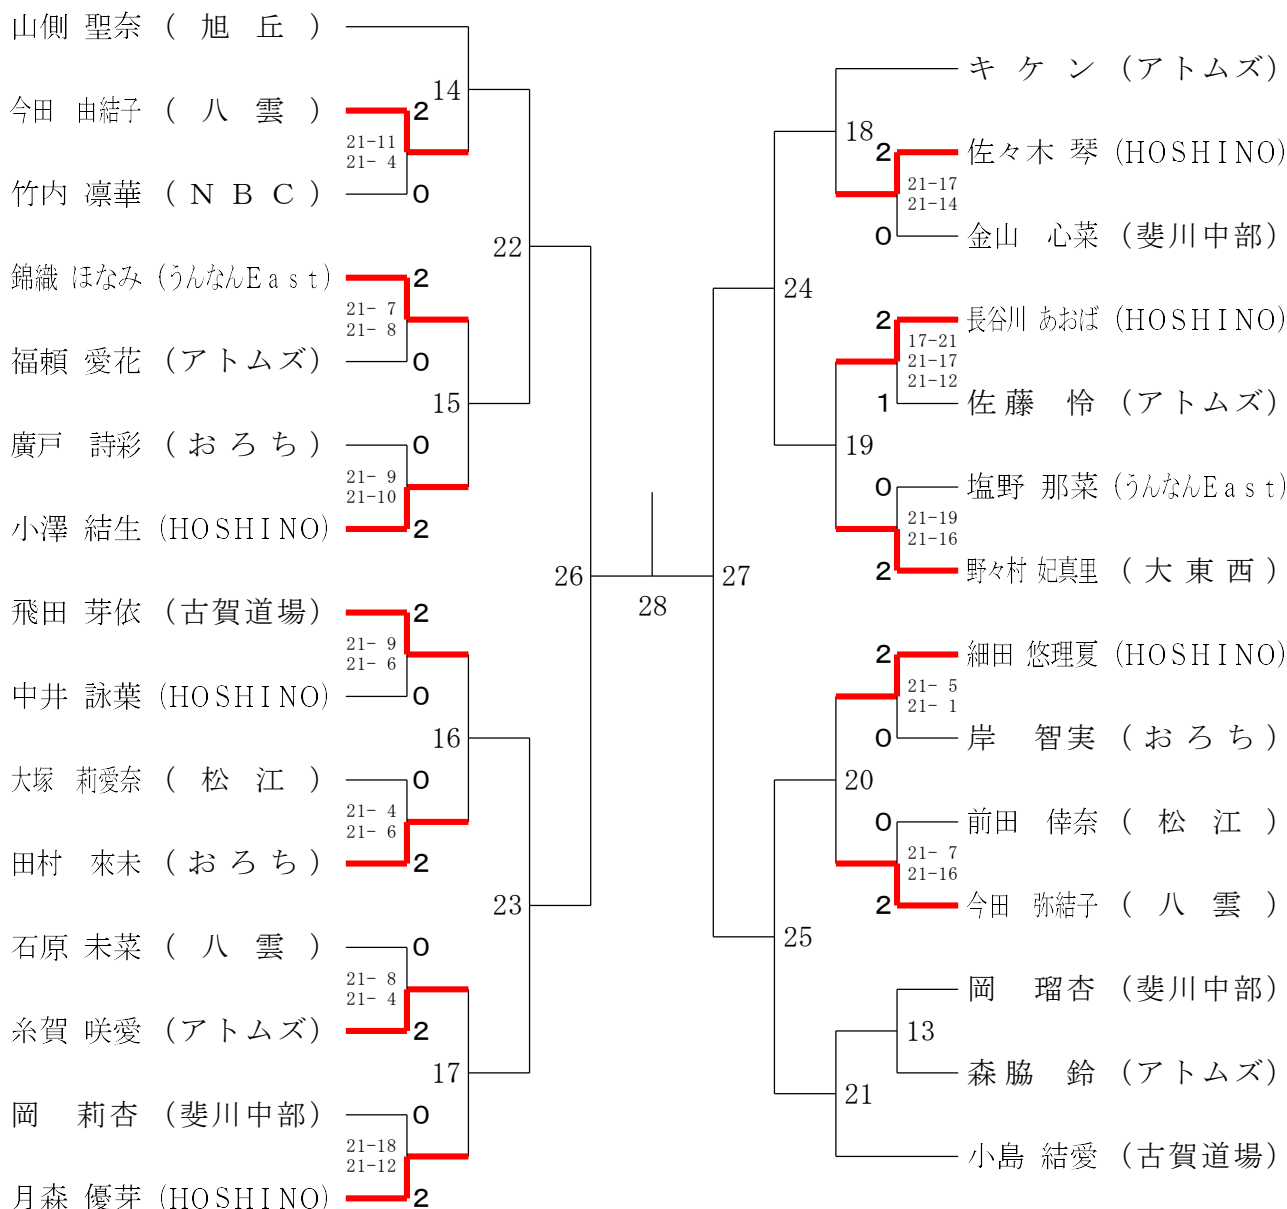 山側 聖奈 ( 旭 丘 )
14
今田 由結子 ( 八 雲 ) 2
21-11
21- 4
竹内 凛華 ( N B C ) 0
22
錦織 ほなみ (うんなんEast) 2
21- 7
21- 8
福頼 愛花 (アトムズ) 0
15
廣戸 詩彩 ( お ろ ち ) 0
21- 9
21-10
小澤 結生 (HOSHINO) 2
26
飛田 芽依 (古賀道場) 2
21- 9
21- 6
中井 詠葉 (HOSHINO) 0
16
大塚 莉愛奈 ( 松 江 ) 0
21- 4
21- 6
田村 來未 ( お ろ ち ) 2
23
石原 未菜 ( 八 雲 ) 0
21- 8
21- 4
糸賀 咲愛 (アトムズ) 2
17
岡 莉杏 (斐川中部) 0
21-18
21-12
月森 優芽 (HOSHINO) 2
28
キ ケ ン (アトムズ)
18
2 佐々木 琴 (HOSHINO)
21-17
21-14
0 金山 心菜 (斐川中部)
24
2 長谷川 あおば (HOSHINO)
17-21
21-17
21-12
1 佐藤 怜 (アトムズ)
19
0 塩野 那菜 (うんなんEast)
21-19
21-16
2 野々村 妃真里 ( 大 東 西 )
27
2 細田 悠理夏 (HOSHINO)
21- 5
21- 1
0 岸 智実 ( お ろ ち )
20
0 前田 倖奈 ( 松 江 )
21- 7
21-16
2 今田 弥結子 ( 八 雲 )
25
岡 瑠杏 (斐川中部)
13
森脇 鈴 (アトムズ)
21
小島 結愛 (古賀道場)